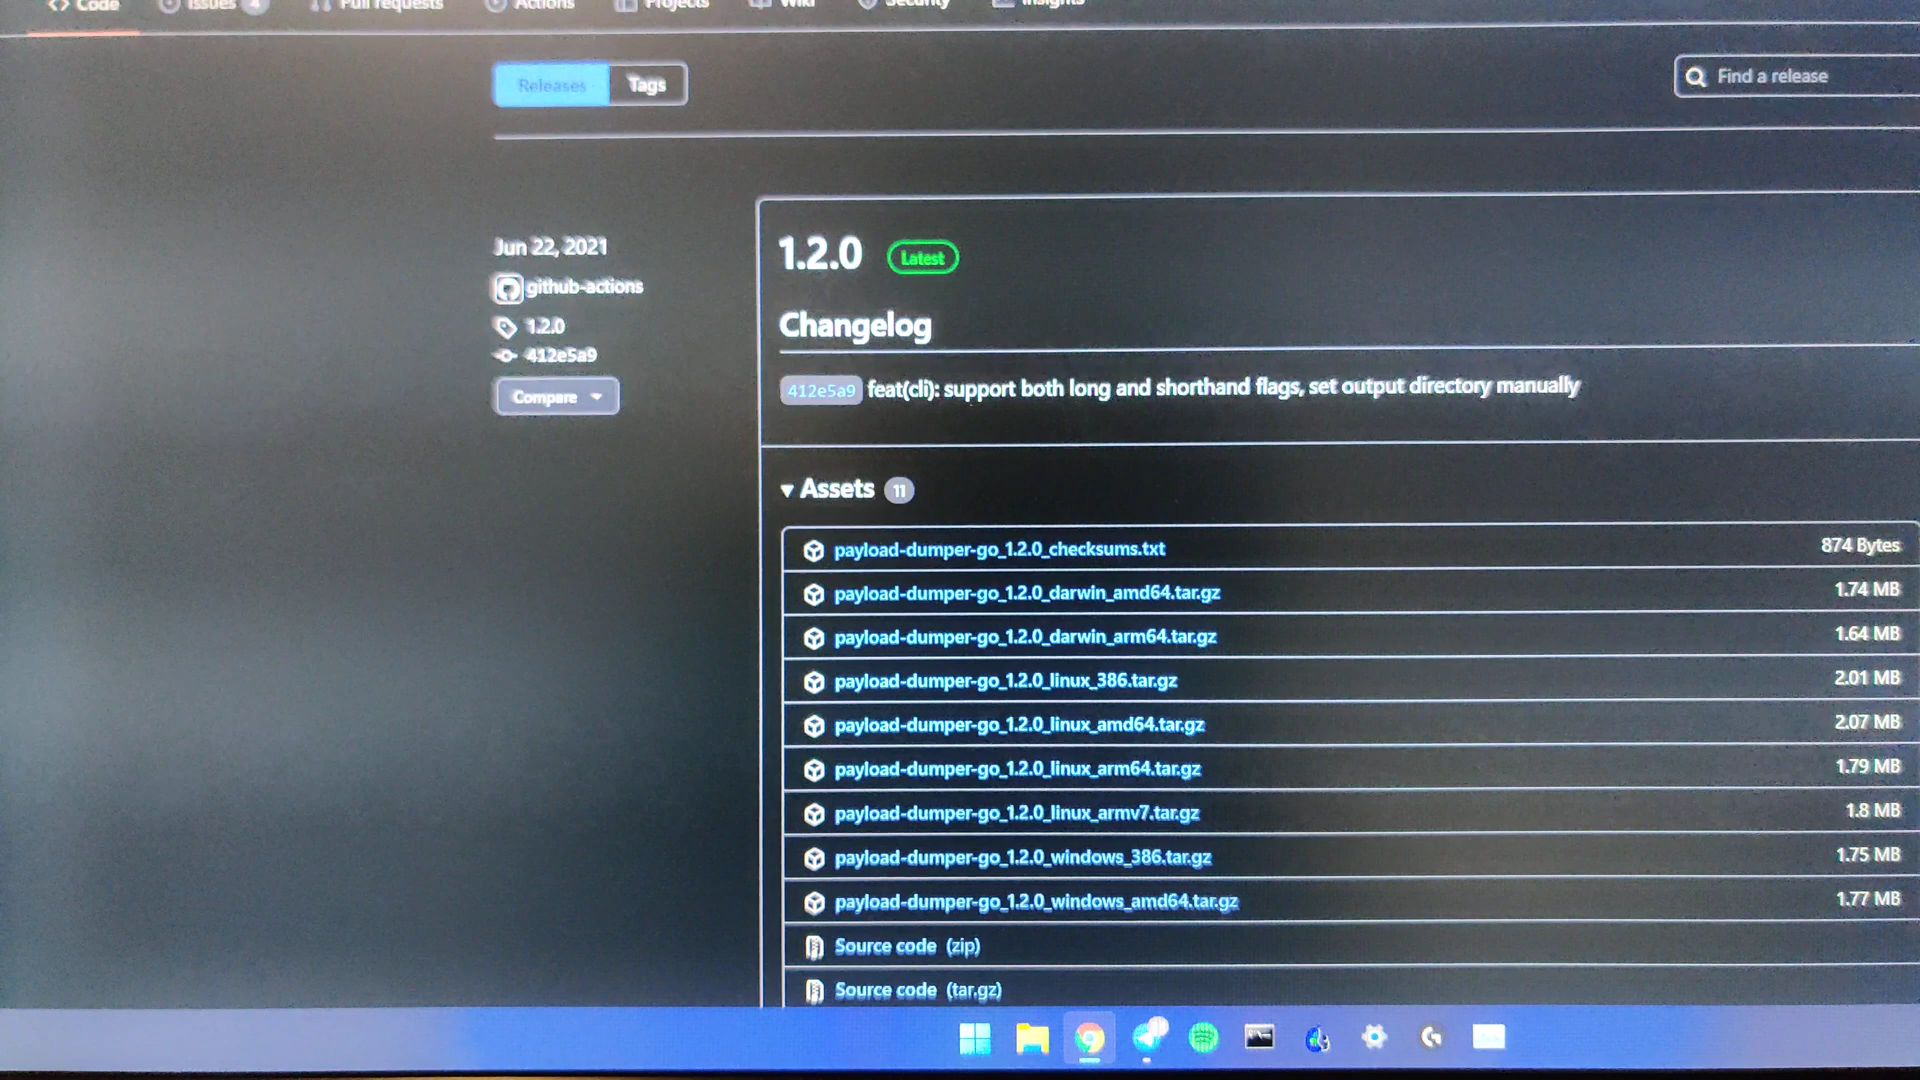 Code Issues 4 Pull requests Actions Projects Wiki Security Insights
Releases Tags
Find a release
Jun 22, 2021
github-actions
1.2.0
412e5a9
Compare
1.2.0 Latest
Changelog
412e5a9 feat(cli): support both long and shorthand flags, set output directory manually
Assets 11
payload-dumper-go_1.2.0_checksums.txt 874 Bytes
payload-dumper-go_1.2.0_darwin_amd64.tar.gz 1.74 MB
payload-dumper-go_1.2.0_darwin_arm64.tar.gz 1.64 MB
payload-dumper-go_1.2.0_linux_386.tar.gz 2.01 MB
payload-dumper-go_1.2.0_linux_amd64.tar.gz 2.07 MB
payload-dumper-go_1.2.0_linux_arm64.tar.gz 1.79 MB
payload-dumper-go_1.2.0_linux_armv7.tar.gz 1.8 MB
payload-dumper-go_1.2.0_windows_386.tar.gz 1.75 MB
payload-dumper-go_1.2.0_windows_amd64.tar.gz 1.77 MB
Source code (zip)
Source code (tar.gz)